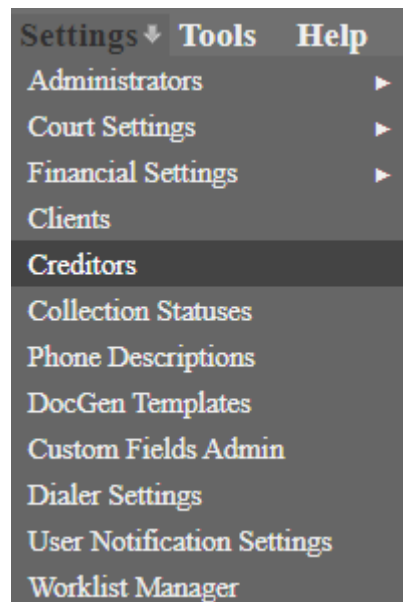 Settings Tools Help
Administrators
Court Settings
Financial Settings
Clients
Creditors
Collection Statuses
Phone Descriptions
DocGen Templates
Custom Fields Admin
Dialer Settings
User Notification Settings
Worklist Manager